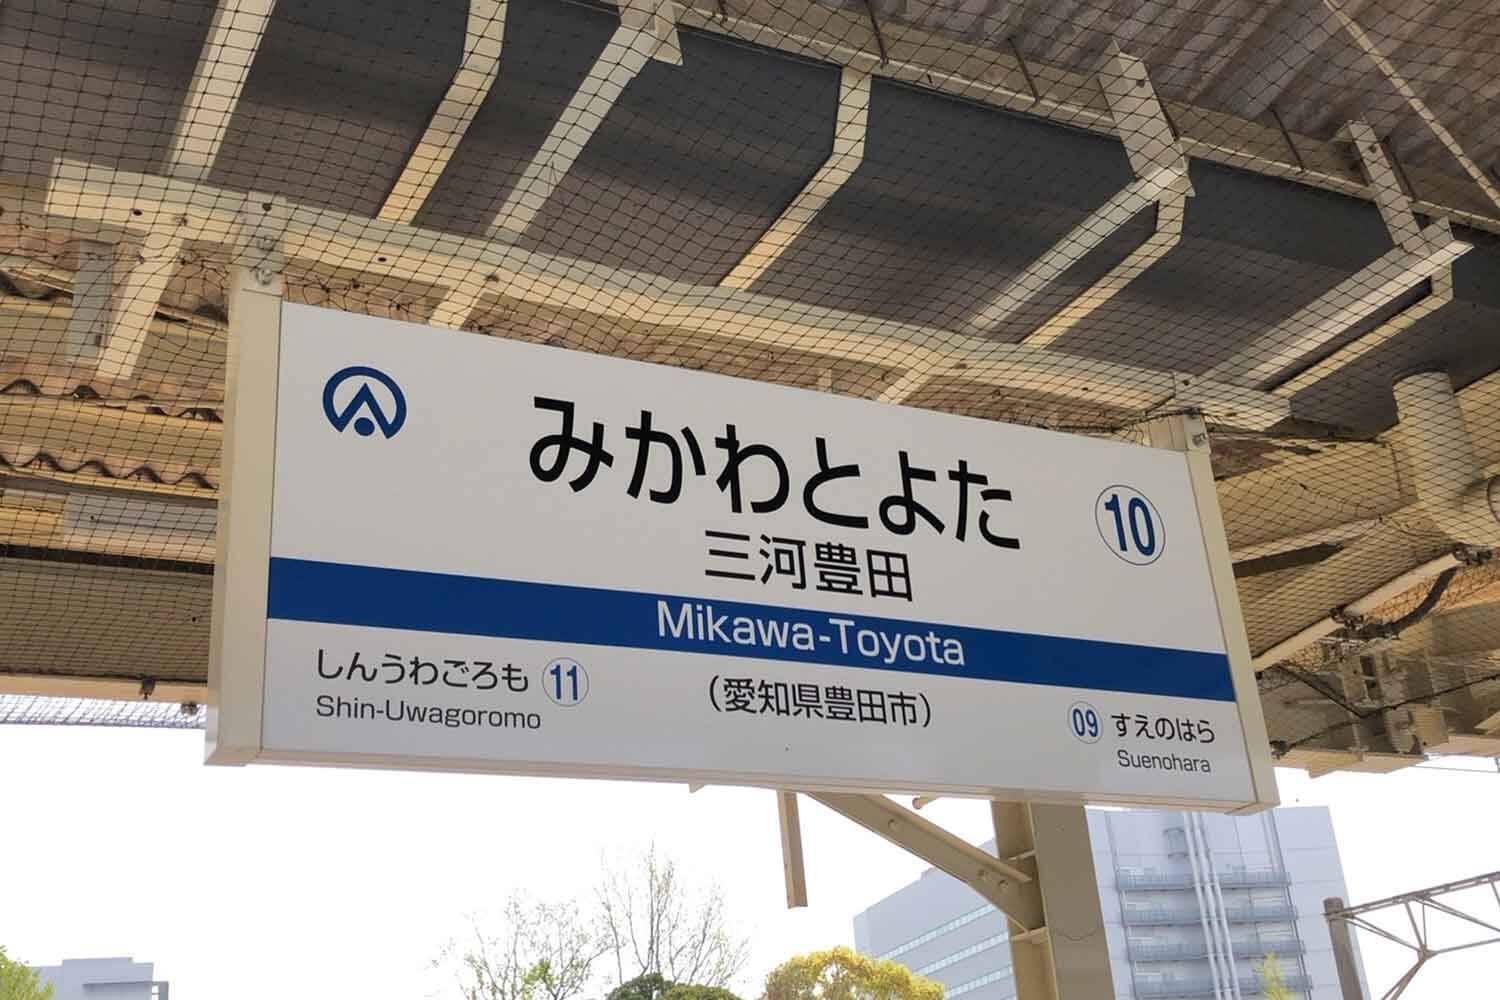 みかわとよた
10
三河豊田
Mikawa-Toyota
しんうわごろも 11
Shin-Uwagoromo
（愛知県豊田市）
09 すえのはら
Suenohara